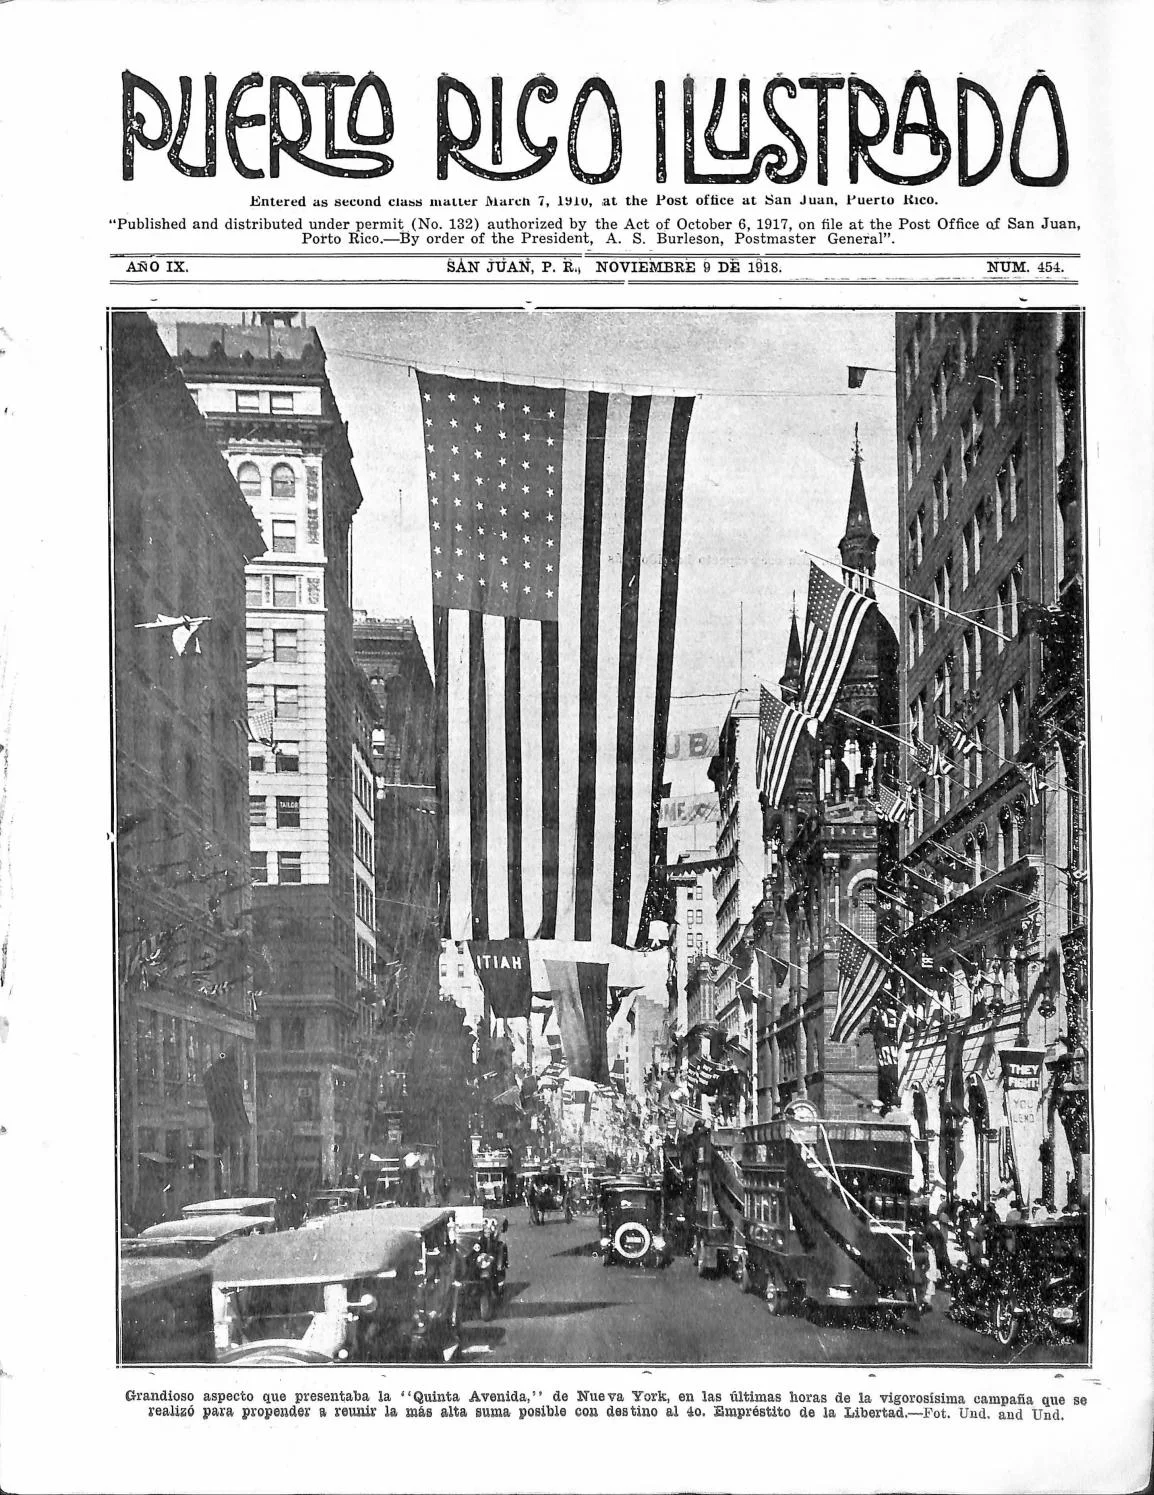 PUERTO RICO ILUSTRADO
Entered as second class matter March 7, 1910, at the Post office at San Juan, Puerto Rico.
"Published and distributed under permit (No. 132) authorized by the Act of October 6, 1917, on file at the Post Office of San Juan,
Porto Rico.—By order of the President, A. S. Burleson, Postmaster General".
AÑO IX. SAN JUAN, P. R., NOVIEMBRE 9 DE 1918. NUM. 454.
TAILOR
UB
ITIAH
THEY
FIGHT
YOU
LEND
Grandioso aspecto que presentaba la ‘‘Quinta Avenida,’’ de Nueva York, en las últimas horas de la vigorosísima campaña que se
realizó para propender a reunir la más alta suma posible con destino al 4o. Empréstito de la Libertad.—Fot. Und. and Und.